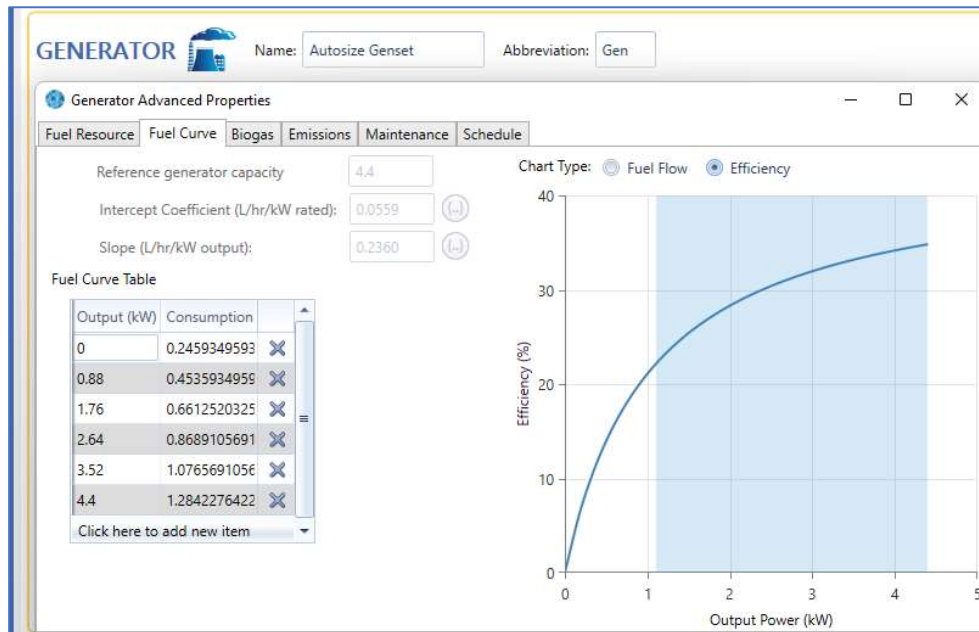 GENERATOR Name: Autosize Genset Abbreviation: Gen
Generator Advanced Properties
Fuel Resource Fuel Curve Biogas Emissions Maintenance Schedule
Reference generator capacity 4.4
Intercept Coefficient (L/hr/kW rated): 0.0559 (..)
Slope (L/hr/kW output): 0.2360 (..)
Fuel Curve Table
Output (kW) Consumption
0 0.2459349593
0.88 0.4535934959
1.76 0.6612520325
2.64 0.8689105691
3.52 1.0765691056
4.4 1.2842276422
Click here to add new item
Chart Type: Fuel Flow Efficiency
40
30
20
10
0
Efficiency (%)
0 1 2 3 4 5
Output Power (kW)